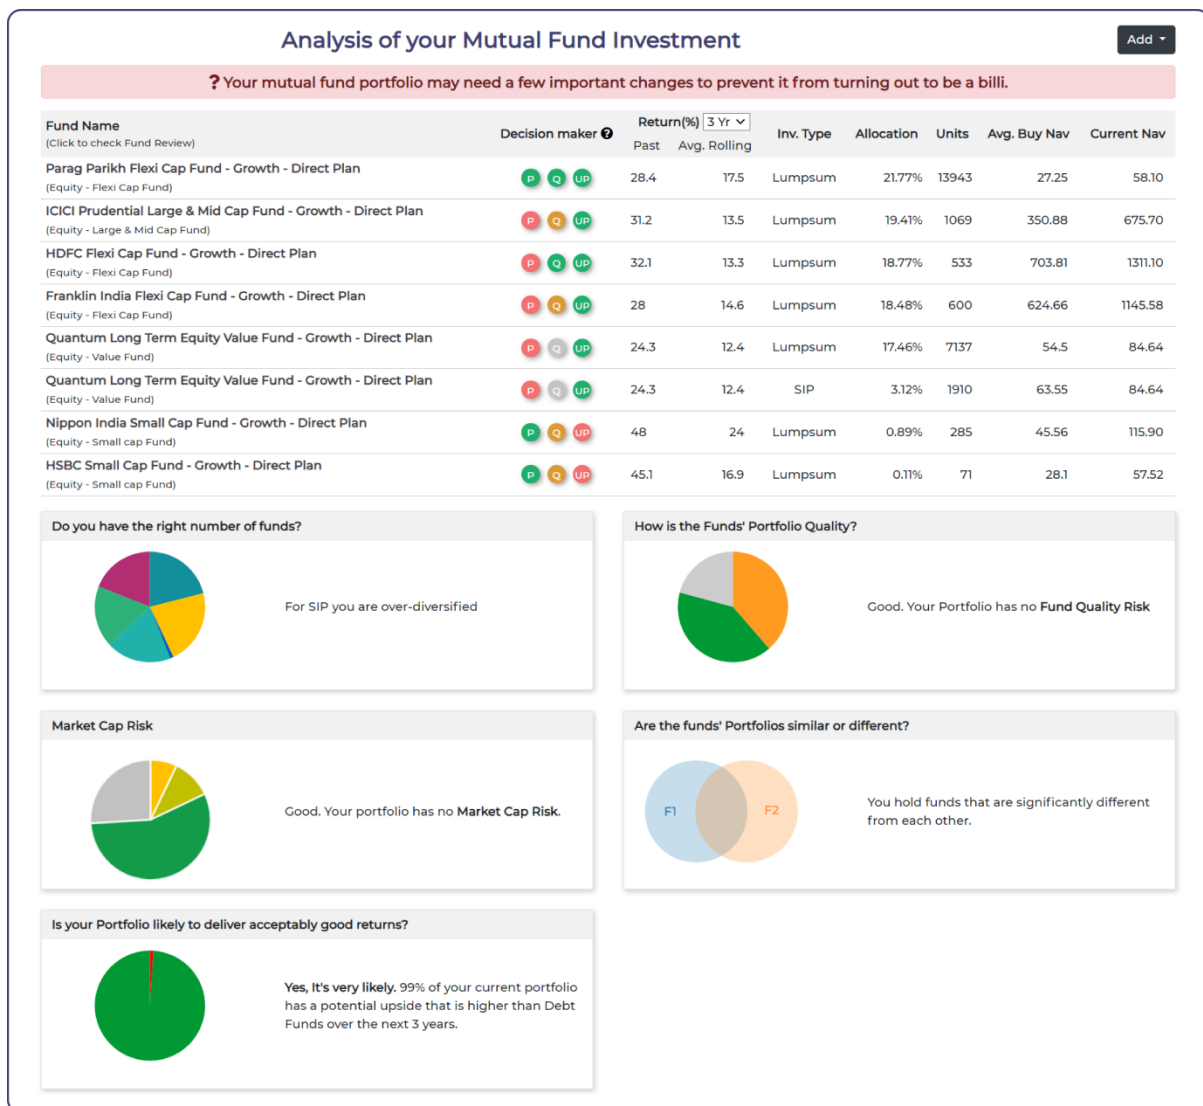 Analysis of your Mutual Fund Investment
Add
? Your mutual fund portfolio may need a few important changes to prevent it from turning out to be a billi.
Fund Name
(Click to check Fund Review)
Decision maker ?
Return(%) 3 Yr
Past Avg. Rolling
Inv. Type Allocation Units Avg. Buy Nav Current Nav
Parag Parikh Flexi Cap Fund - Growth - Direct Plan
(Equity - Flexi Cap Fund)
P Q UP 28.4 17.5 Lumpsum 21.77% 13943 27.25 58.10
ICICI Prudential Large & Mid Cap Fund - Growth - Direct Plan
(Equity - Large & Mid Cap Fund)
P Q UP 31.2 13.5 Lumpsum 19.41% 1069 350.88 675.70
HDFC Flexi Cap Fund - Growth - Direct Plan
(Equity - Flexi Cap Fund)
P Q UP 32.1 13.3 Lumpsum 18.77% 533 703.81 1311.10
Franklin India Flexi Cap Fund - Growth - Direct Plan
(Equity - Flexi Cap Fund)
P Q UP 28 14.6 Lumpsum 18.48% 600 624.66 1145.58
Quantum Long Term Equity Value Fund - Growth - Direct Plan
(Equity - Value Fund)
P Q UP 24.3 12.4 Lumpsum 17.46% 7137 54.5 84.64
Quantum Long Term Equity Value Fund - Growth - Direct Plan
(Equity - Value Fund)
P Q UP 24.3 12.4 SIP 3.12% 1910 63.55 84.64
Nippon India Small Cap Fund - Growth - Direct Plan
(Equity - Small cap Fund)
P Q UP 48 24 Lumpsum 0.89% 285 45.56 115.90
HSBC Small Cap Fund - Growth - Direct Plan
(Equity - Small cap Fund)
P Q UP 45.1 16.9 Lumpsum 0.11% 71 28.1 57.52
Do you have the right number of funds?
For SIP you are over-diversified
How is the Funds' Portfolio Quality?
Good. Your Portfolio has no Fund Quality Risk
Market Cap Risk
Good. Your portfolio has no Market Cap Risk.
Are the funds' Portfolios similar or different?
F1 F2
You hold funds that are significantly different
from each other.
Is your Portfolio likely to deliver acceptably good returns?
Yes, It's very likely. 99% of your current portfolio
has a potential upside that is higher than Debt
Funds over the next 3 years.